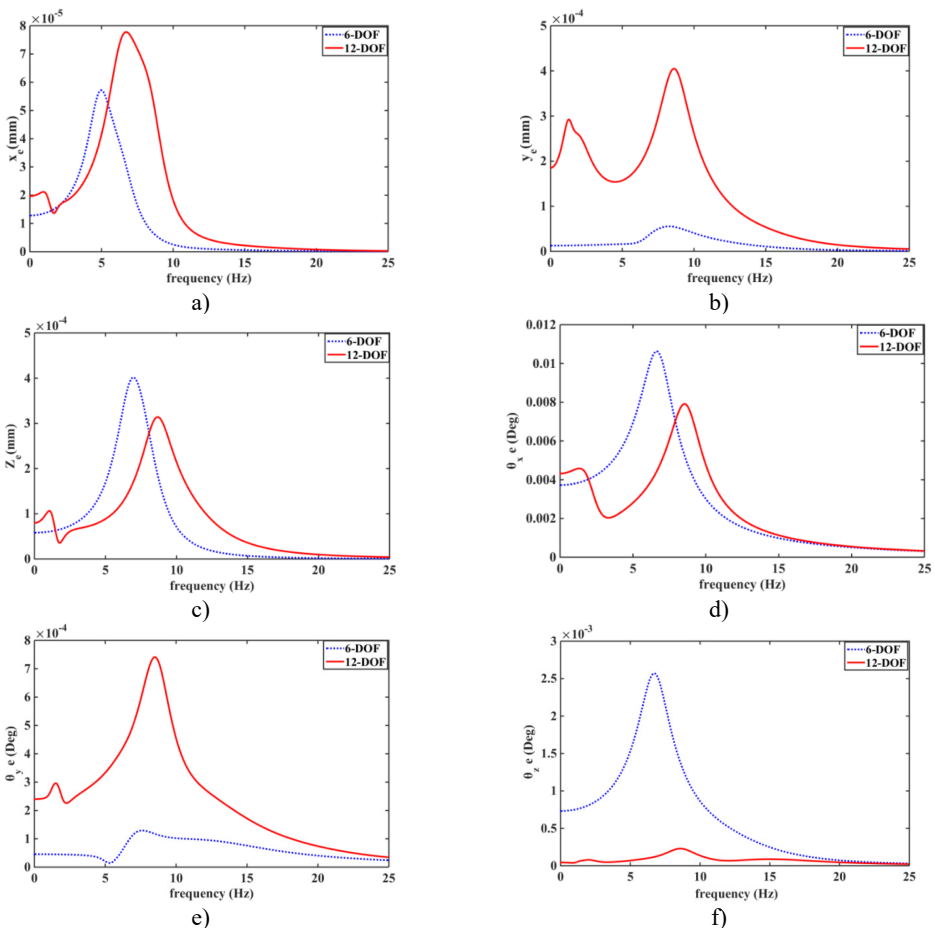 ×10⁻⁵
8
7
6
5
4
3
2
1
0
x_e (mm)
6-DOF
12-DOF
0 5 10 15 20 25
frequency (Hz)
a)
×10⁻⁴
5
4
3
2
1
0
y_e (mm)
6-DOF
12-DOF
0 5 10 15 20 25
frequency (Hz)
b)
×10⁻⁴
5
4
3
2
1
0
Z_e (mm)
6-DOF
12-DOF
0 5 10 15 20 25
frequency (Hz)
c)
0.012
0.01
0.008
0.006
0.004
0.002
0
θ_x e (Deg)
6-DOF
12-DOF
0 5 10 15 20 25
frequency (Hz)
d)
×10⁻⁴
8
7
6
5
4
3
2
1
0
θ_y e (Deg)
6-DOF
12-DOF
0 5 10 15 20 25
frequency (Hz)
e)
×10⁻³
3
2.5
2
1.5
1
0.5
0
θ_z e (Deg)
6-DOF
12-DOF
0 5 10 15 20 25
frequency (Hz)
f)